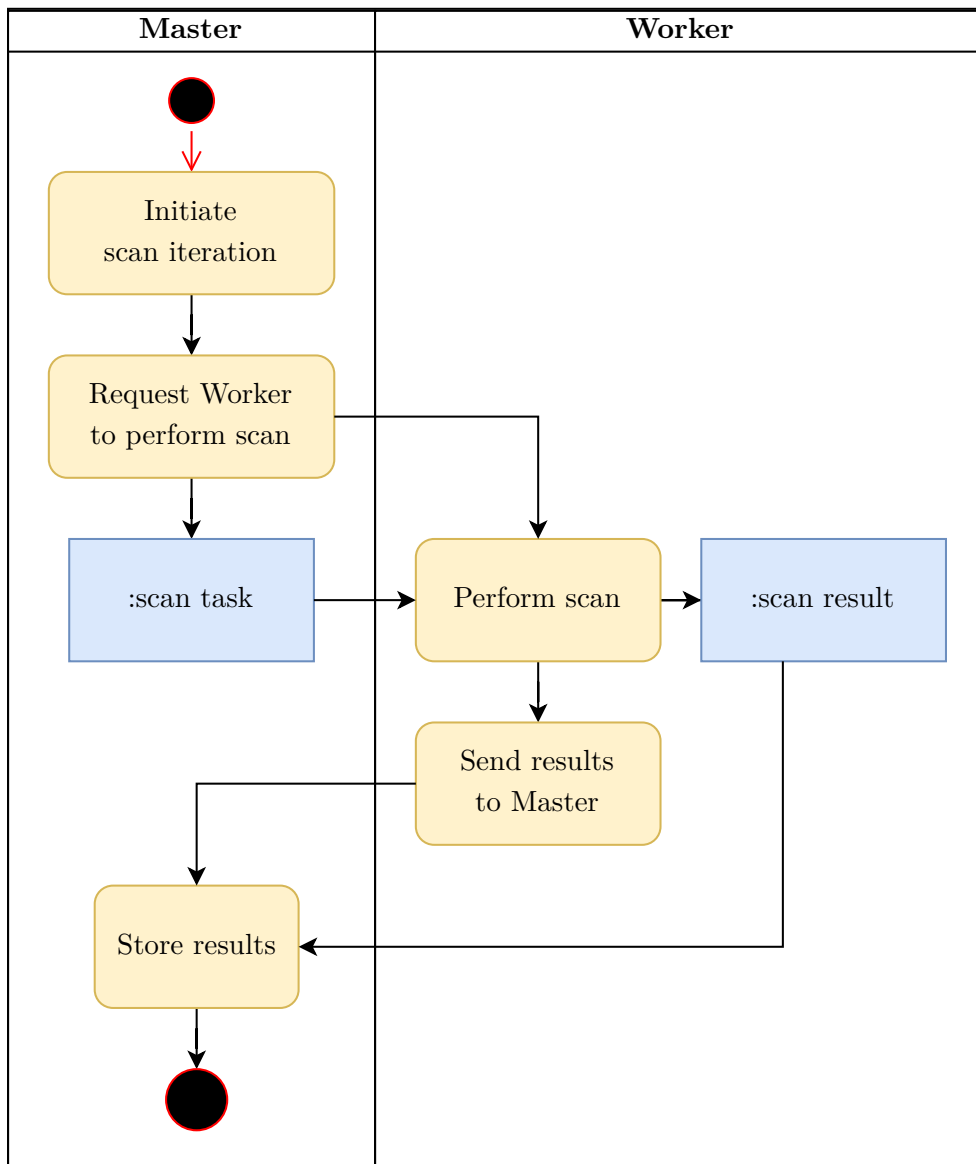 Master
Worker
Initiate
scan iteration
Request Worker
to perform scan
:scan task
Perform scan
:scan result
Send results
to Master
Store results